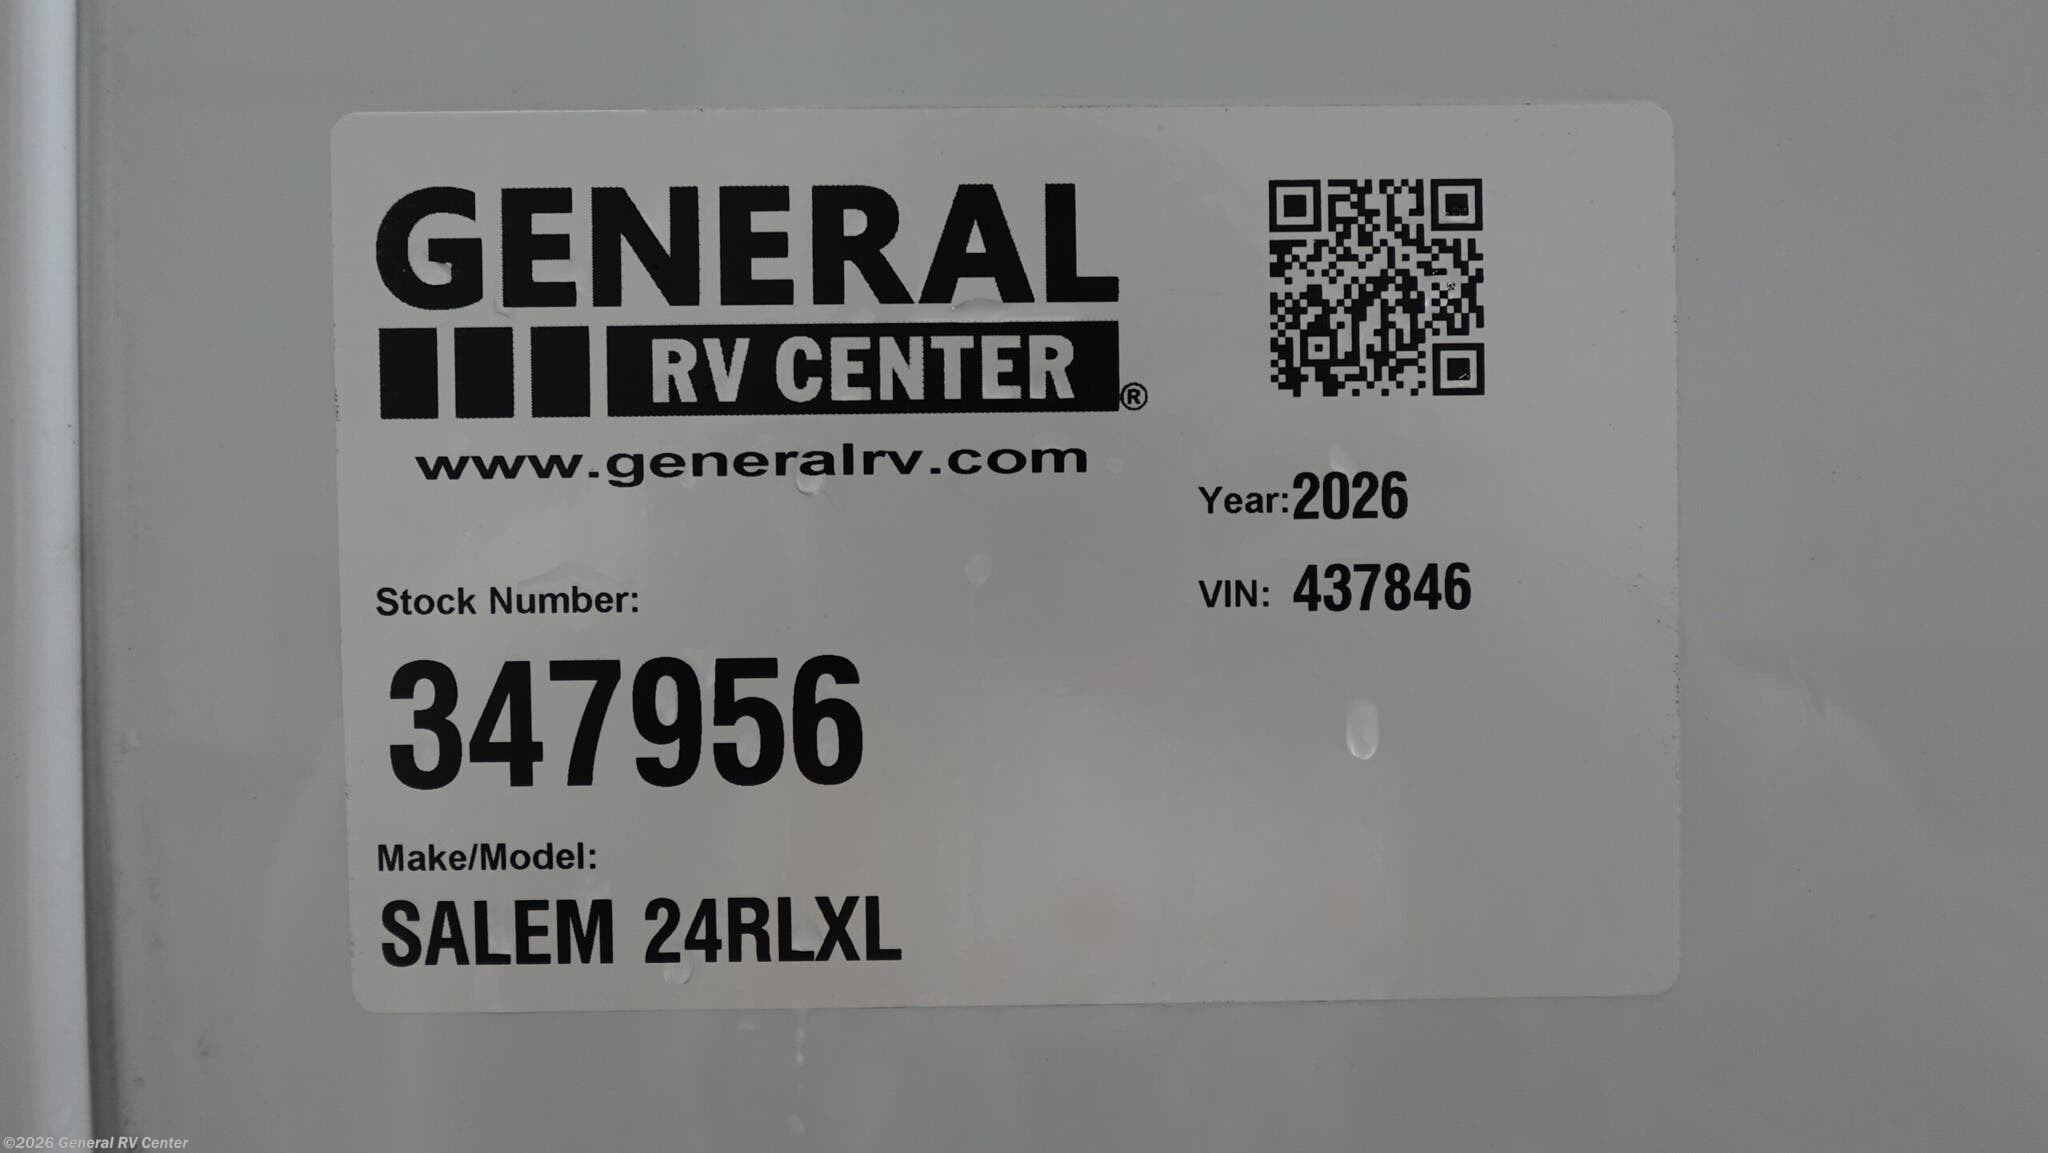 GENERAL
RV CENTER®
www.generalrv.com
Year: 2026
VIN: 437846
Stock Number:
347956
Make/Model:
SALEM 24RLXL
©2026 General RV Center